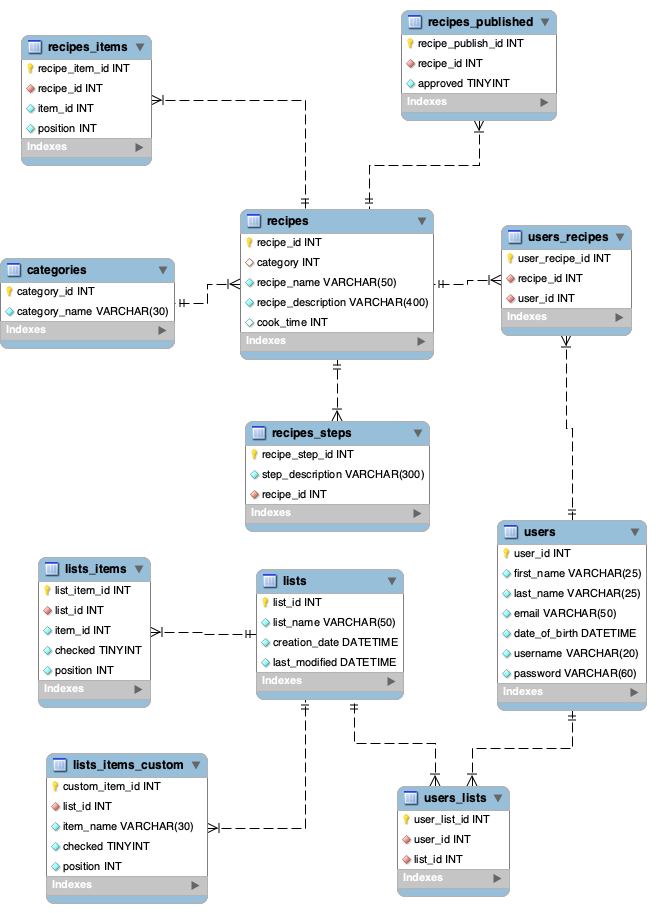 recipes_published
recipe_publish_id INT
recipe_id INT
approved TINYINT
Indexes
recipes_items
recipe_item_id INT
recipe_id INT
item_id INT
position INT
Indexes
recipes
recipe_id INT
category INT
recipe_name VARCHAR(50)
recipe_description VARCHAR(400)
cook_time INT
Indexes
users_recipes
user_recipe_id INT
recipe_id INT
user_id INT
Indexes
categories
category_id INT
category_name VARCHAR(30)
Indexes
recipes_steps
recipe_step_id INT
step_description VARCHAR(300)
recipe_id INT
Indexes
users
user_id INT
first_name VARCHAR(25)
last_name VARCHAR(25)
email VARCHAR(50)
date_of_birth DATETIME
username VARCHAR(20)
password VARCHAR(60)
Indexes
lists_items
list_item_id INT
list_id INT
item_id INT
checked TINYINT
position INT
Indexes
lists
list_id INT
list_name VARCHAR(50)
creation_date DATETIME
last_modified DATETIME
Indexes
lists_items_custom
custom_item_id INT
list_id INT
item_name VARCHAR(30)
checked TINYINT
position INT
Indexes
users_lists
user_list_id INT
user_id INT
list_id INT
Indexes